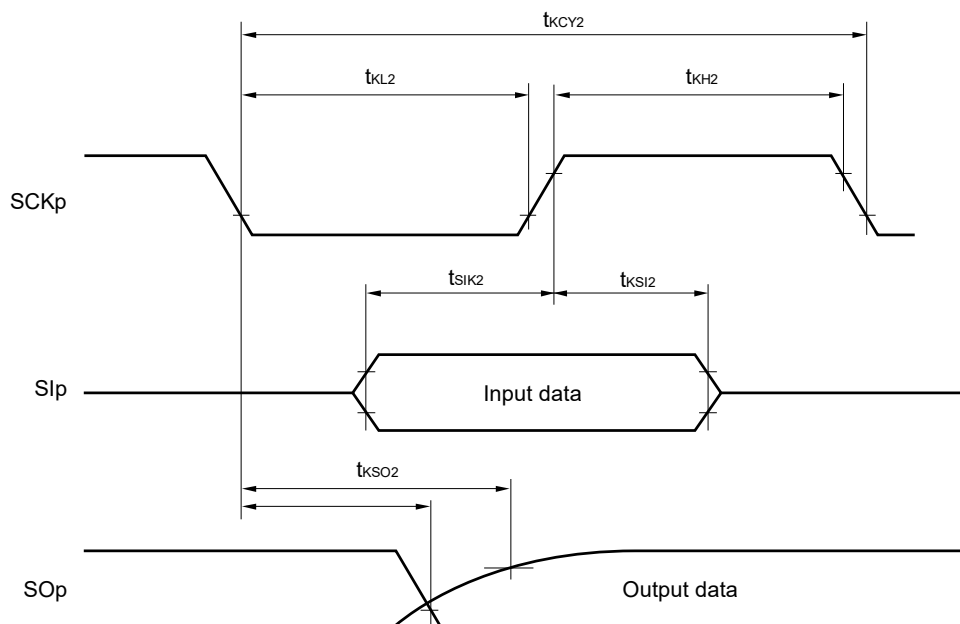 tKCY2
tKL2
tKH2
SCKp
tSIK2
tKSI2
SIp
Input data
tKSO2
SOp
Output data